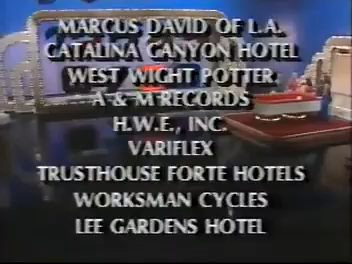 MARCUS DAVID OF L.A.
CATALINA CANYON HOTEL
WEST WIGHT POTTER
A & M RECORDS
H.W.E., INC.
VARIFLEX
TRUSTHOUSE FORTE HOTELS
WORKSMAN CYCLES
LEE GARDENS HOTEL